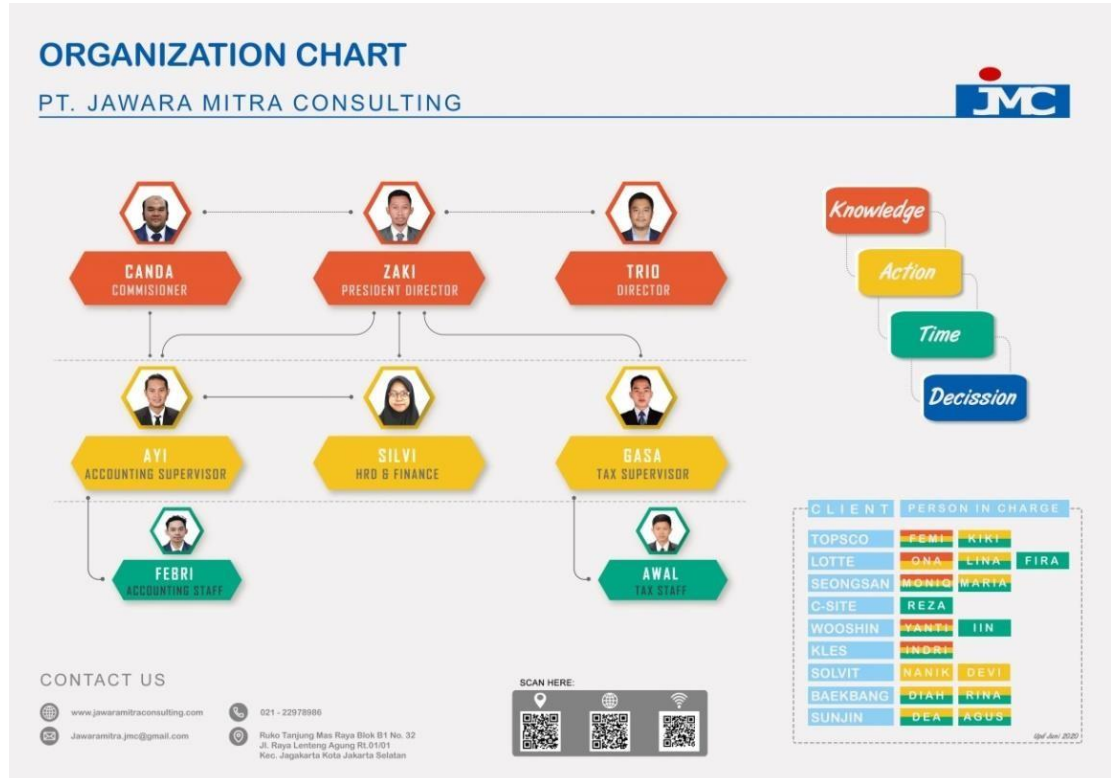 ORGANIZATION CHART
PT. JAWARA MITRA CONSULTING
JMC
CANDA
COMMISIONER
ZAKI
PRESIDENT DIRECTOR
TRIO
DIRECTOR
AYI
ACCOUNTING SUPERVISOR
SILVI
HRD & FINANCE
GASA
TAX SUPERVISOR
FEBRI
ACCOUNTING STAFF
AWAL
TAX STAFF
Knowledge
Action
Time
Decission
CLIENT PERSON IN CHARGE
TOPSCO FEMI KIKI
LOTTE ONA LINA FIRA
SEONGSAN MONIQ MARIA
C-SITE REZA
WOOSHIN YANTI IIN
KLES INDRI
SOLVIT NANIK DEVI
BAEKBANG DIAH RINA
SUNJIN DEA AGUS
Upd Juni 2020
CONTACT US
www.jawaramitraconsulting.com
Jawaramitra.jmc@gmail.com
021 - 22978986
Ruko Tanjung Mas Raya Blok B1 No. 32
Jl. Raya Lenteng Agung Rt.01/01
Kec. Jagakarta Kota Jakarta Selatan
SCAN HERE: